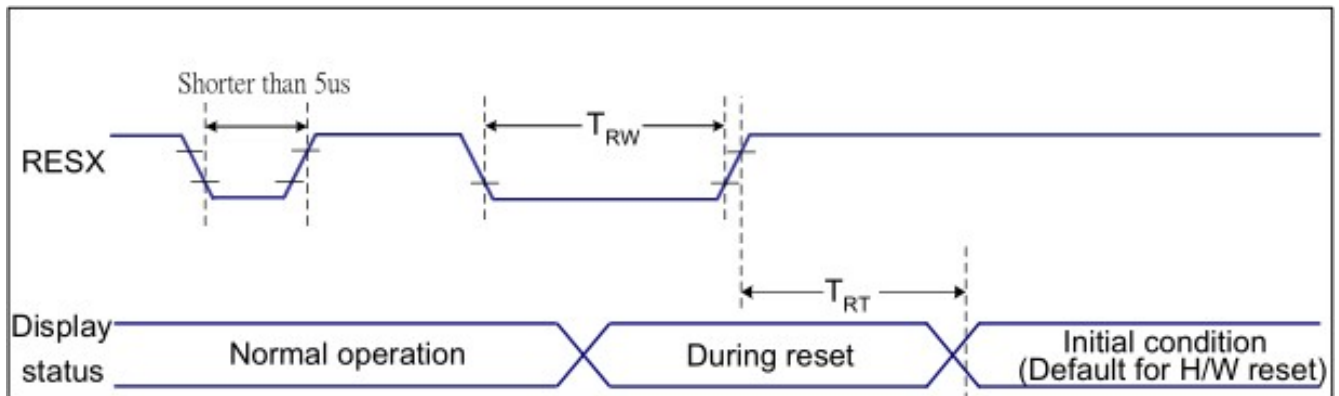 Shorter than 5us
RESX
TRW
TRT
Display
status
Normal operation
During reset
Initial condition
(Default for H/W reset)